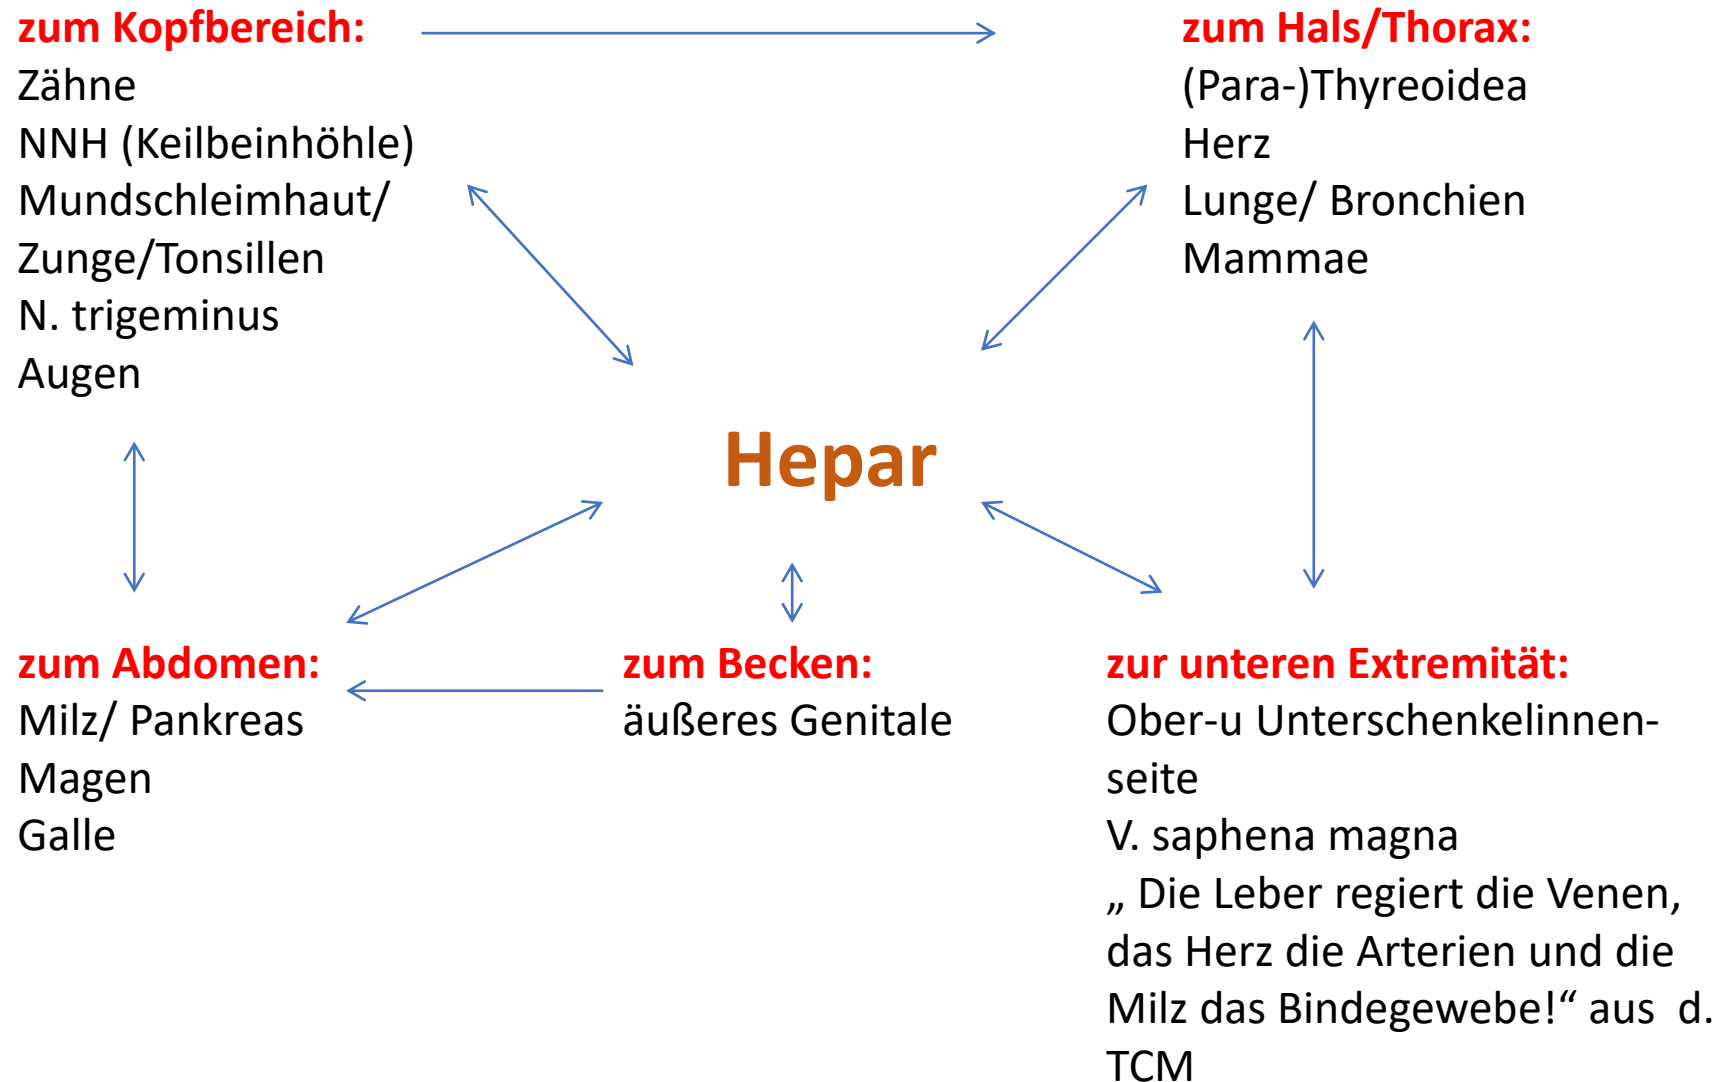 zum Kopfbereich:
Zähne
NNH (Keilbeinhöhle)
Mundschleimhaut/
Zunge/Tonsillen
N. trigeminus
Augen
zum Hals/Thorax:
(Para-)Thyreoidea
Herz
Lunge/ Bronchien
Mammae
Hepar
zum Abdomen:
Milz/ Pankreas
Magen
Galle
zum Becken:
äußeres Genitale
zur unteren Extremität:
Ober-u Unterschenkelinnen-
seite
V. saphena magna
„ Die Leber regiert die Venen,
das Herz die Arterien und die
Milz das Bindegewebe!“ aus  d.
TCM